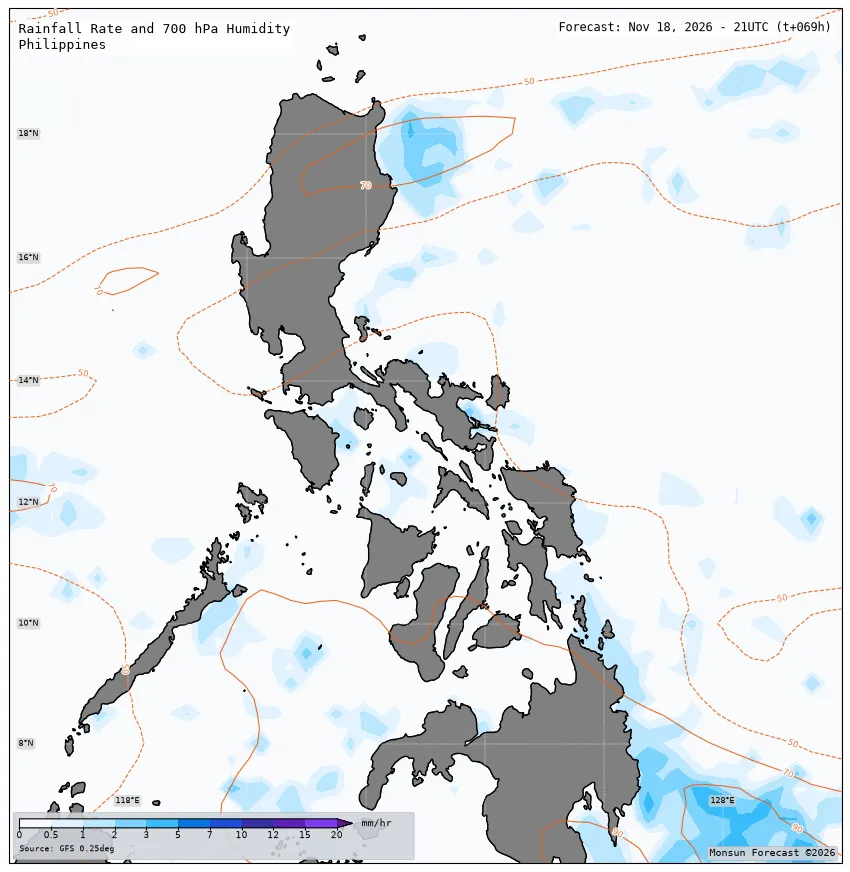 50
Rainfall Rate and 700 hPa Humidity
Philippines
Forecast: Nov 18, 2026 - 21UTC (t+069h)
50
18°N
70
16°N
70
50
14°N
70
12°N
50
10°N
50
8°N
70
118°E
128°E
90
90
mm/hr
0 0.5 1 2 3 5 7 10 12 15 20
Source: GFS 0.25deg
Monsun Forecast ©2026